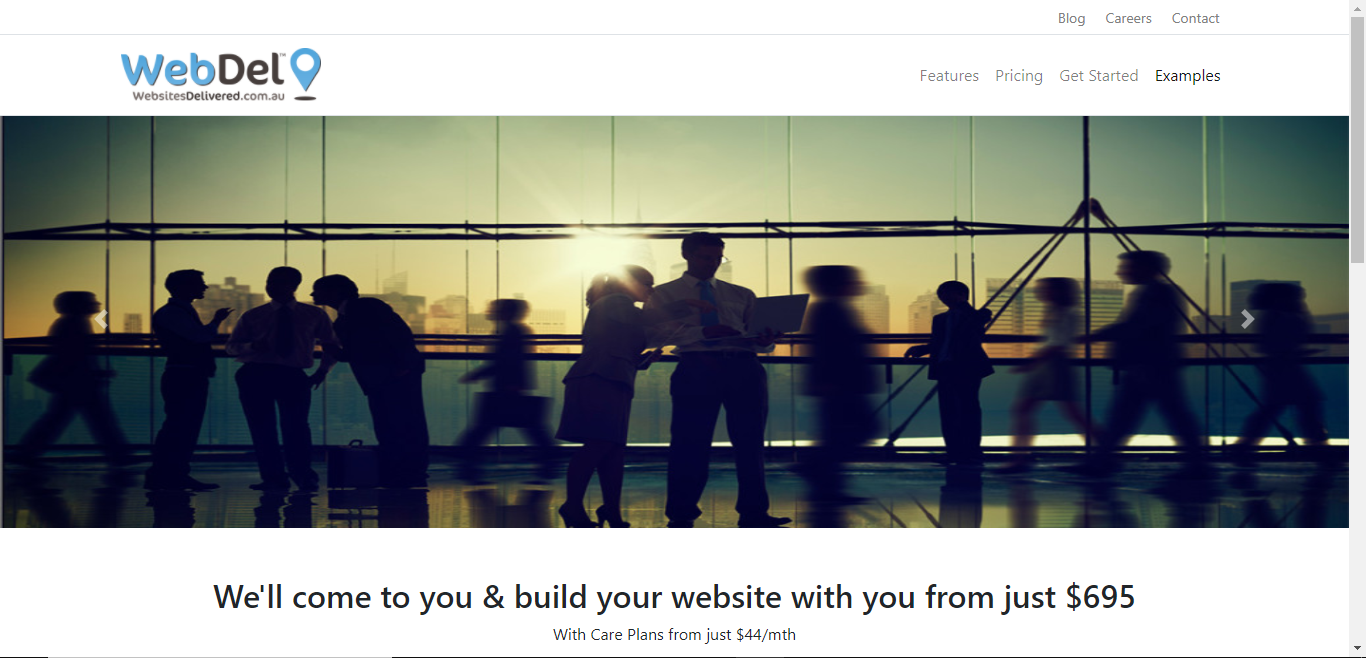 Blog Careers Contact
WebDel™
WebsitesDelivered.com.au
Features Pricing Get Started Examples
We'll come to you & build your website with you from just $695
With Care Plans from just $44/mth